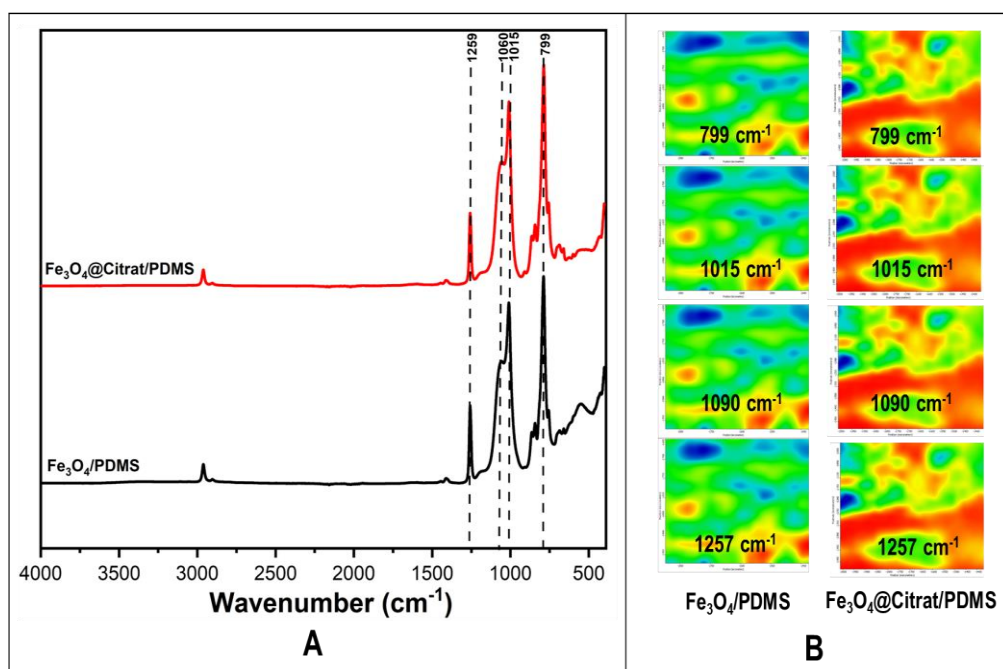 1259
1060
1015
799
Fe₃O₄@Citrat/PDMS
Fe₃O₄/PDMS
4000 3500 3000 2500 2000 1500 1000 500
Wavenumber (cm⁻¹)
A
799 cm⁻¹
799 cm⁻¹
1015 cm⁻¹
1015 cm⁻¹
1090 cm⁻¹
1090 cm⁻¹
1257 cm⁻¹
1257 cm⁻¹
Fe₃O₄/PDMS
Fe₃O₄@Citrat/PDMS
B